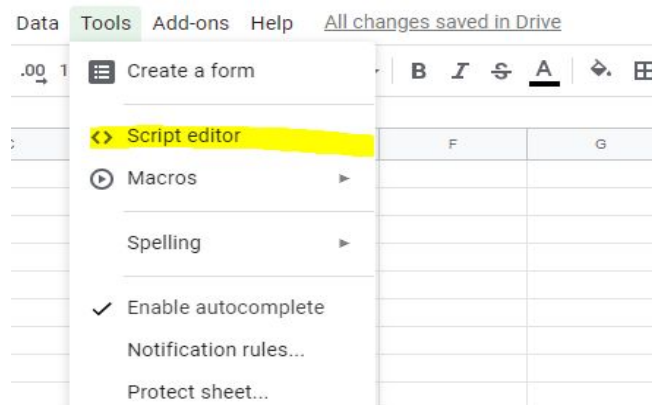 Data Tools Add-ons Help All changes saved in Drive
.00 1 B I S A
Create a form
Script editor
F G
Macros
Spelling
Enable autocomplete
Notification rules...
Protect sheet...